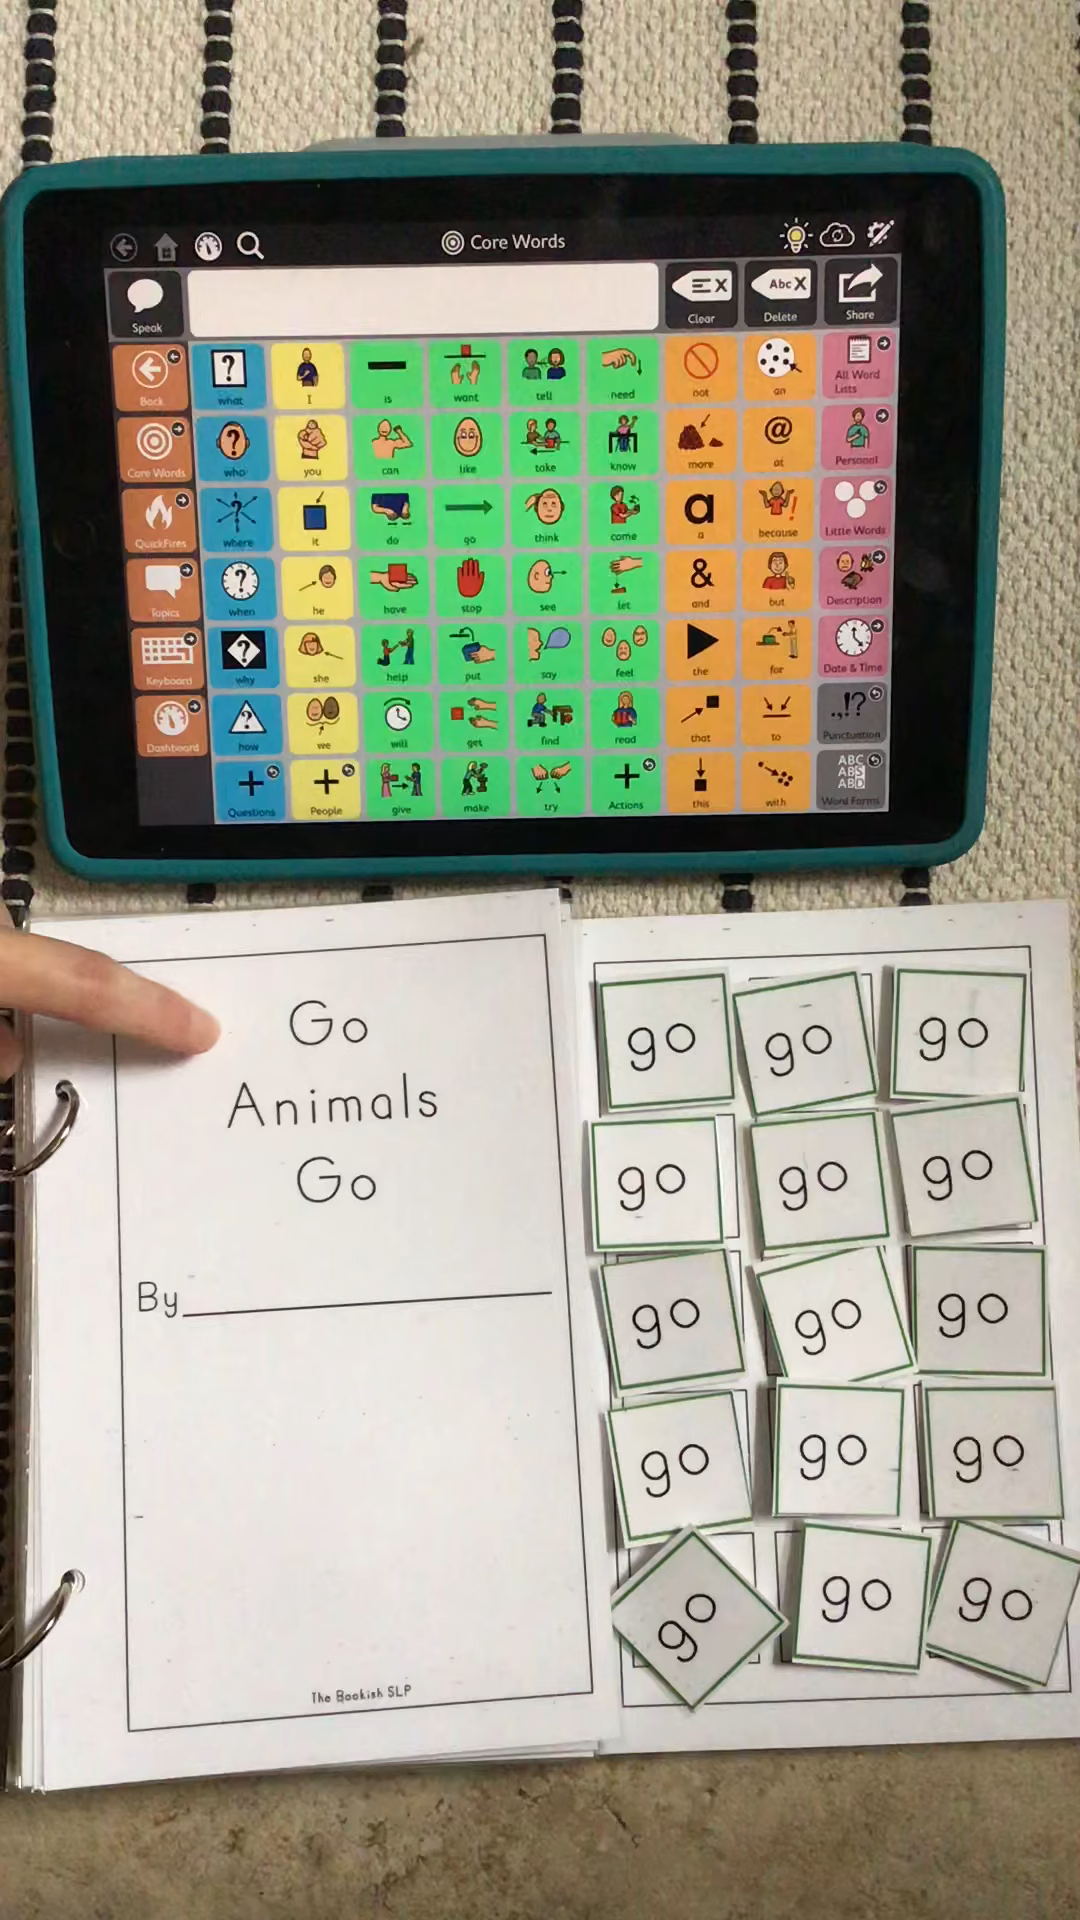 Core Words
Speak
Abc
Clear
Delete
Share
Back
what
I
is
want
tell
need
not
an
All Word
Lists
Core Words
who
you
can
like
take
know
more
@
at
Personal
QuickFires
where
it
do
go
think
come
a
a
because
Little Words
Topics
when
he
have
stop
see
let
&
and
but
Description
Keyboard
why
she
help
put
say
feel
the
for
Date & Time
Dashboard
how
we
will
get
find
read
that
to
.,!?
Punctuation
Questions
People
give
make
try
Actions
this
with
ABC
ABS
ABD
Word Forms
Go
Animals
Go
By
The Bookish SLP
go go go
go go go
go go go
go go go
go go go